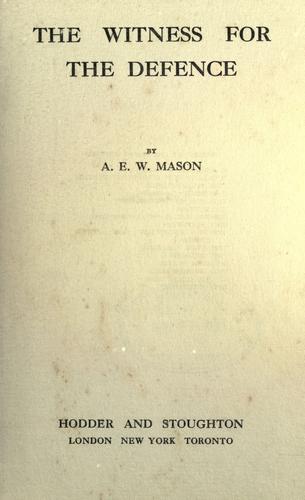 THE WITNESS FOR
THE DEFENCE
BY
A. E. W. MASON
HODDER AND STOUGHTON
LONDON NEW YORK TORONTO